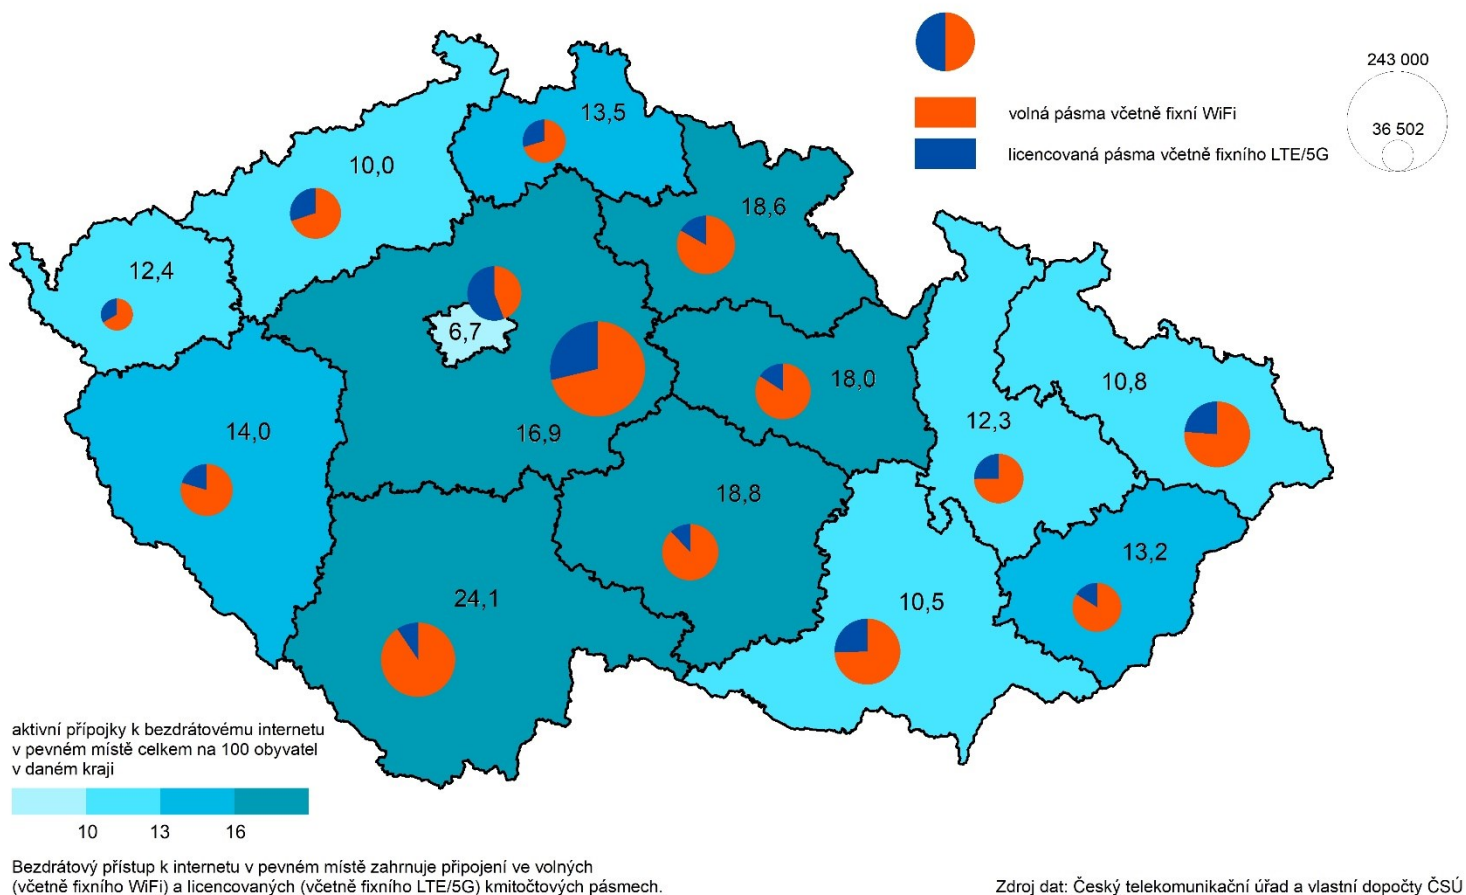 243 000
36 502
volná pásma včetně fixní WiFi
licencovaná pásma včetně fixního LTE/5G
13,5
10,0
18,6
12,4
6,7
18,0
10,8
16,9
14,0
12,3
18,8
13,2
24,1
10,5
aktivní přípojky k bezdrátovému internetu
v pevném místě celkem na 100 obyvatel
v daném kraji
10 13 16
Bezdrátový přístup k internetu v pevném místě zahrnuje připojení ve volných
(včetně fixního WiFi) a licencovaných (včetně fixního LTE/5G) kmitočtových pásmech.
Zdroj dat: Český telekomunikační úřad a vlastní dopočty ČSÚ